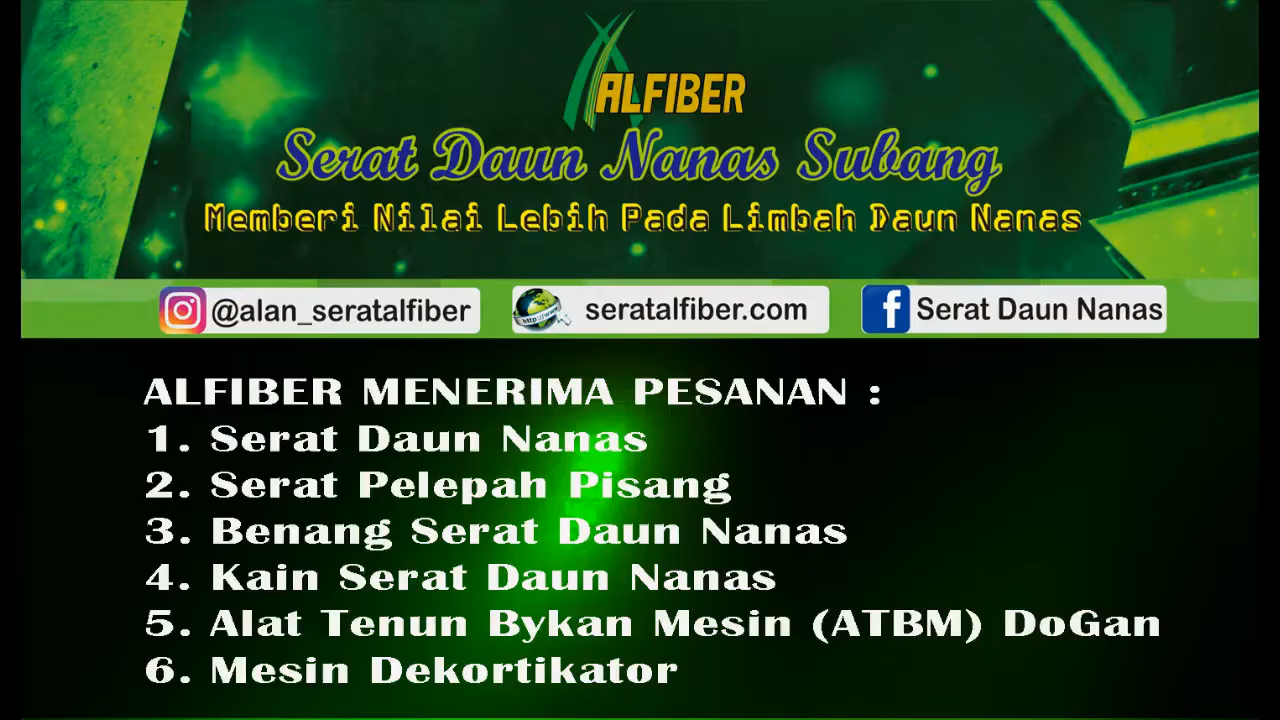 ALFIBER
Serat Daun Nanas Subang
Memberi Nilai Lebih Pada Limbah Daun Nanas
@alan_seratalfiber
http://www
seratalfiber.com
Serat Daun Nanas
ALFIBER MENERIMA PESANAN :
1. Serat Daun Nanas
2. Serat Pelepah Pisang
3. Benang Serat Daun Nanas
4. Kain Serat Daun Nanas
5. Alat Tenun Bykan Mesin (ATBM) DoGan
6. Mesin Dekortikator